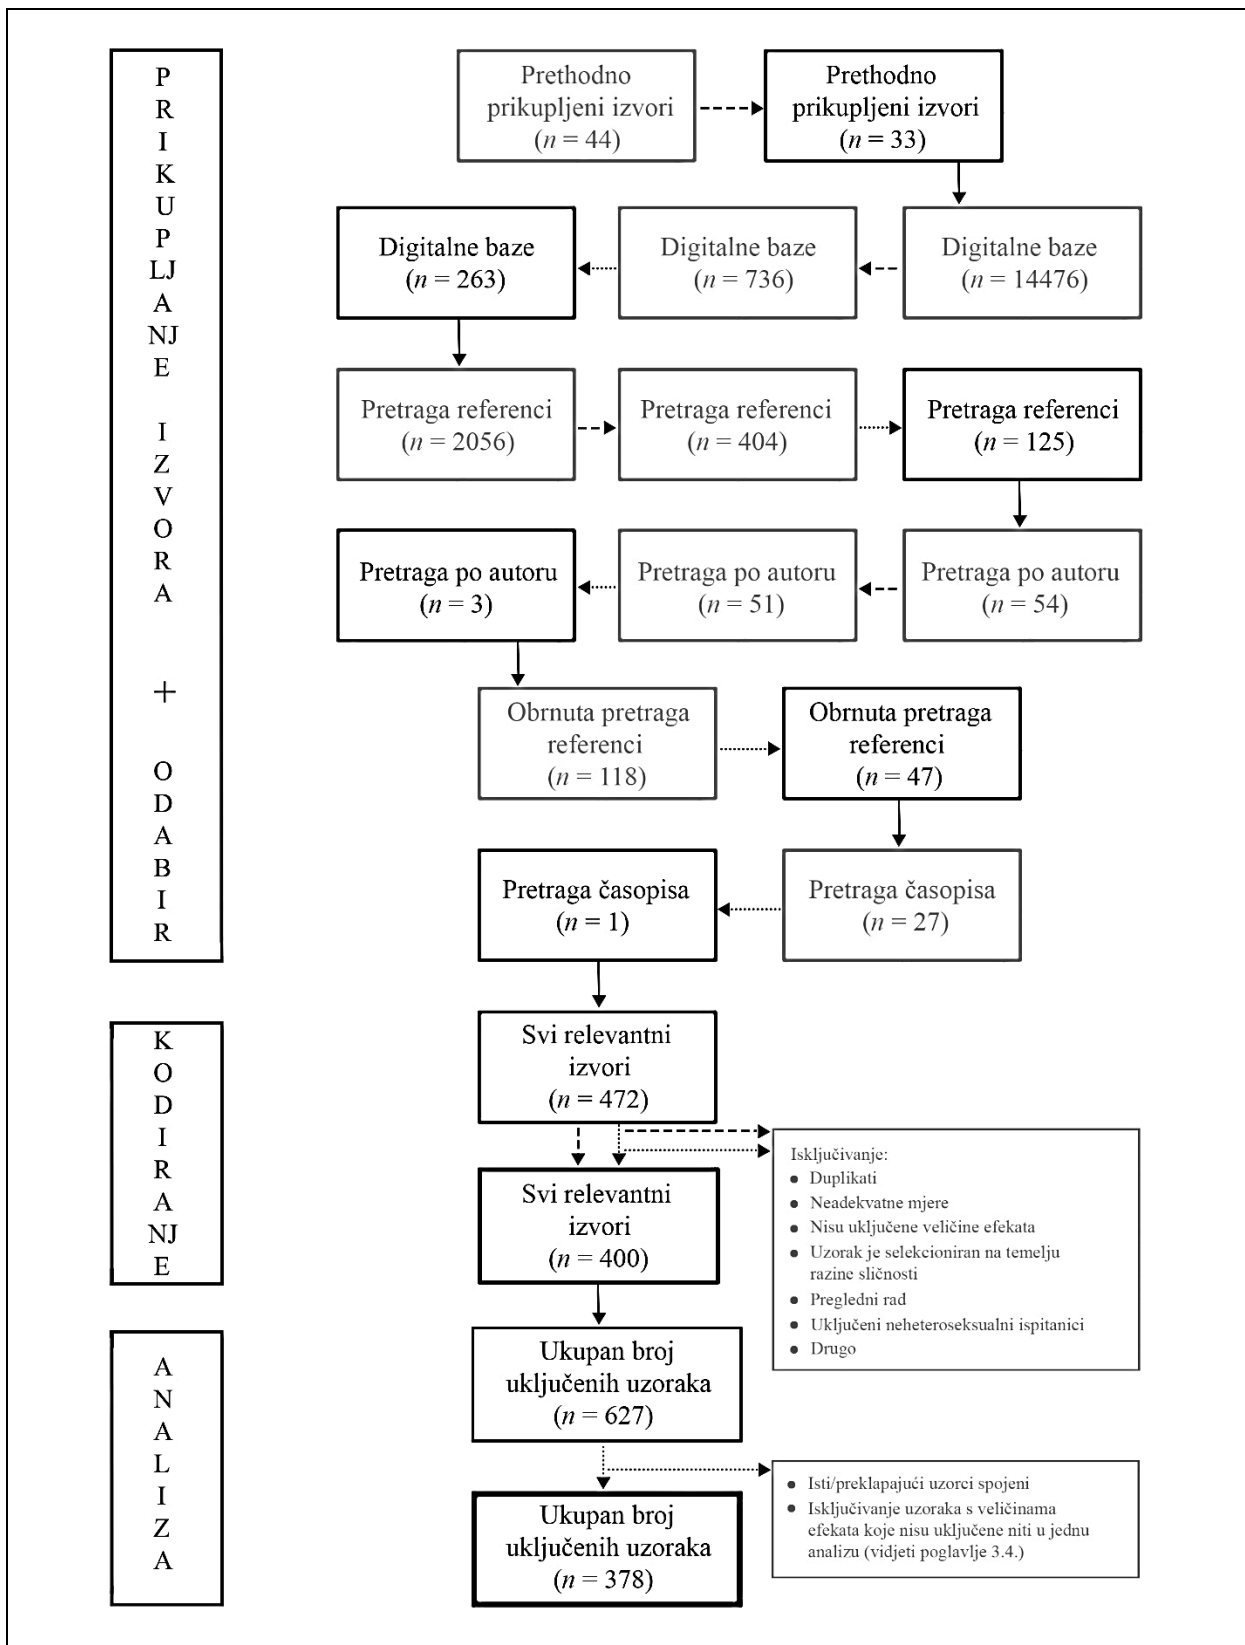 P
R
I
K
U
P
LJ
A
NJ
E
I
Z
V
O
R
A
+
O
D
A
B
I
R
Prethodno
prikupljeni izvori
(n = 44)
Prethodno
prikupljeni izvori
(n = 33)
Digitalne baze
(n = 263)
Digitalne baze
(n = 736)
Digitalne baze
(n = 14476)
Pretraga referenci
(n = 2056)
Pretraga referenci
(n = 404)
Pretraga referenci
(n = 125)
Pretraga po autoru
(n = 3)
Pretraga po autoru
(n = 51)
Pretraga po autoru
(n = 54)
Obrnuta pretraga
referenci
(n = 118)
Obrnuta pretraga
referenci
(n = 47)
Pretraga časopisa
(n = 1)
Pretraga časopisa
(n = 27)
K
O
D
I
R
A
NJ
E
Svi relevantni
izvori
(n = 472)
Svi relevantni
izvori
(n = 400)
Isključivanje:
● Duplikati
● Neadekvatne mjere
● Nisu uključene veličine efekata
● Uzorak je selekcioniran na temelju
razine sličnosti
● Pregledni rad
● Uključeni neheteroseksualni ispitanici
● Drugo
A
N
A
L
I
Z
A
Ukupan broj
uključenih uzoraka
(n = 627)
Ukupan broj
uključenih uzoraka
(n = 378)
● Isti/preklapajući uzorci spojeni
● Isključivanje uzoraka s veličinama
efekata koje nisu uključene niti u jednu
analizu (vidjeti poglavlje 3.4.)